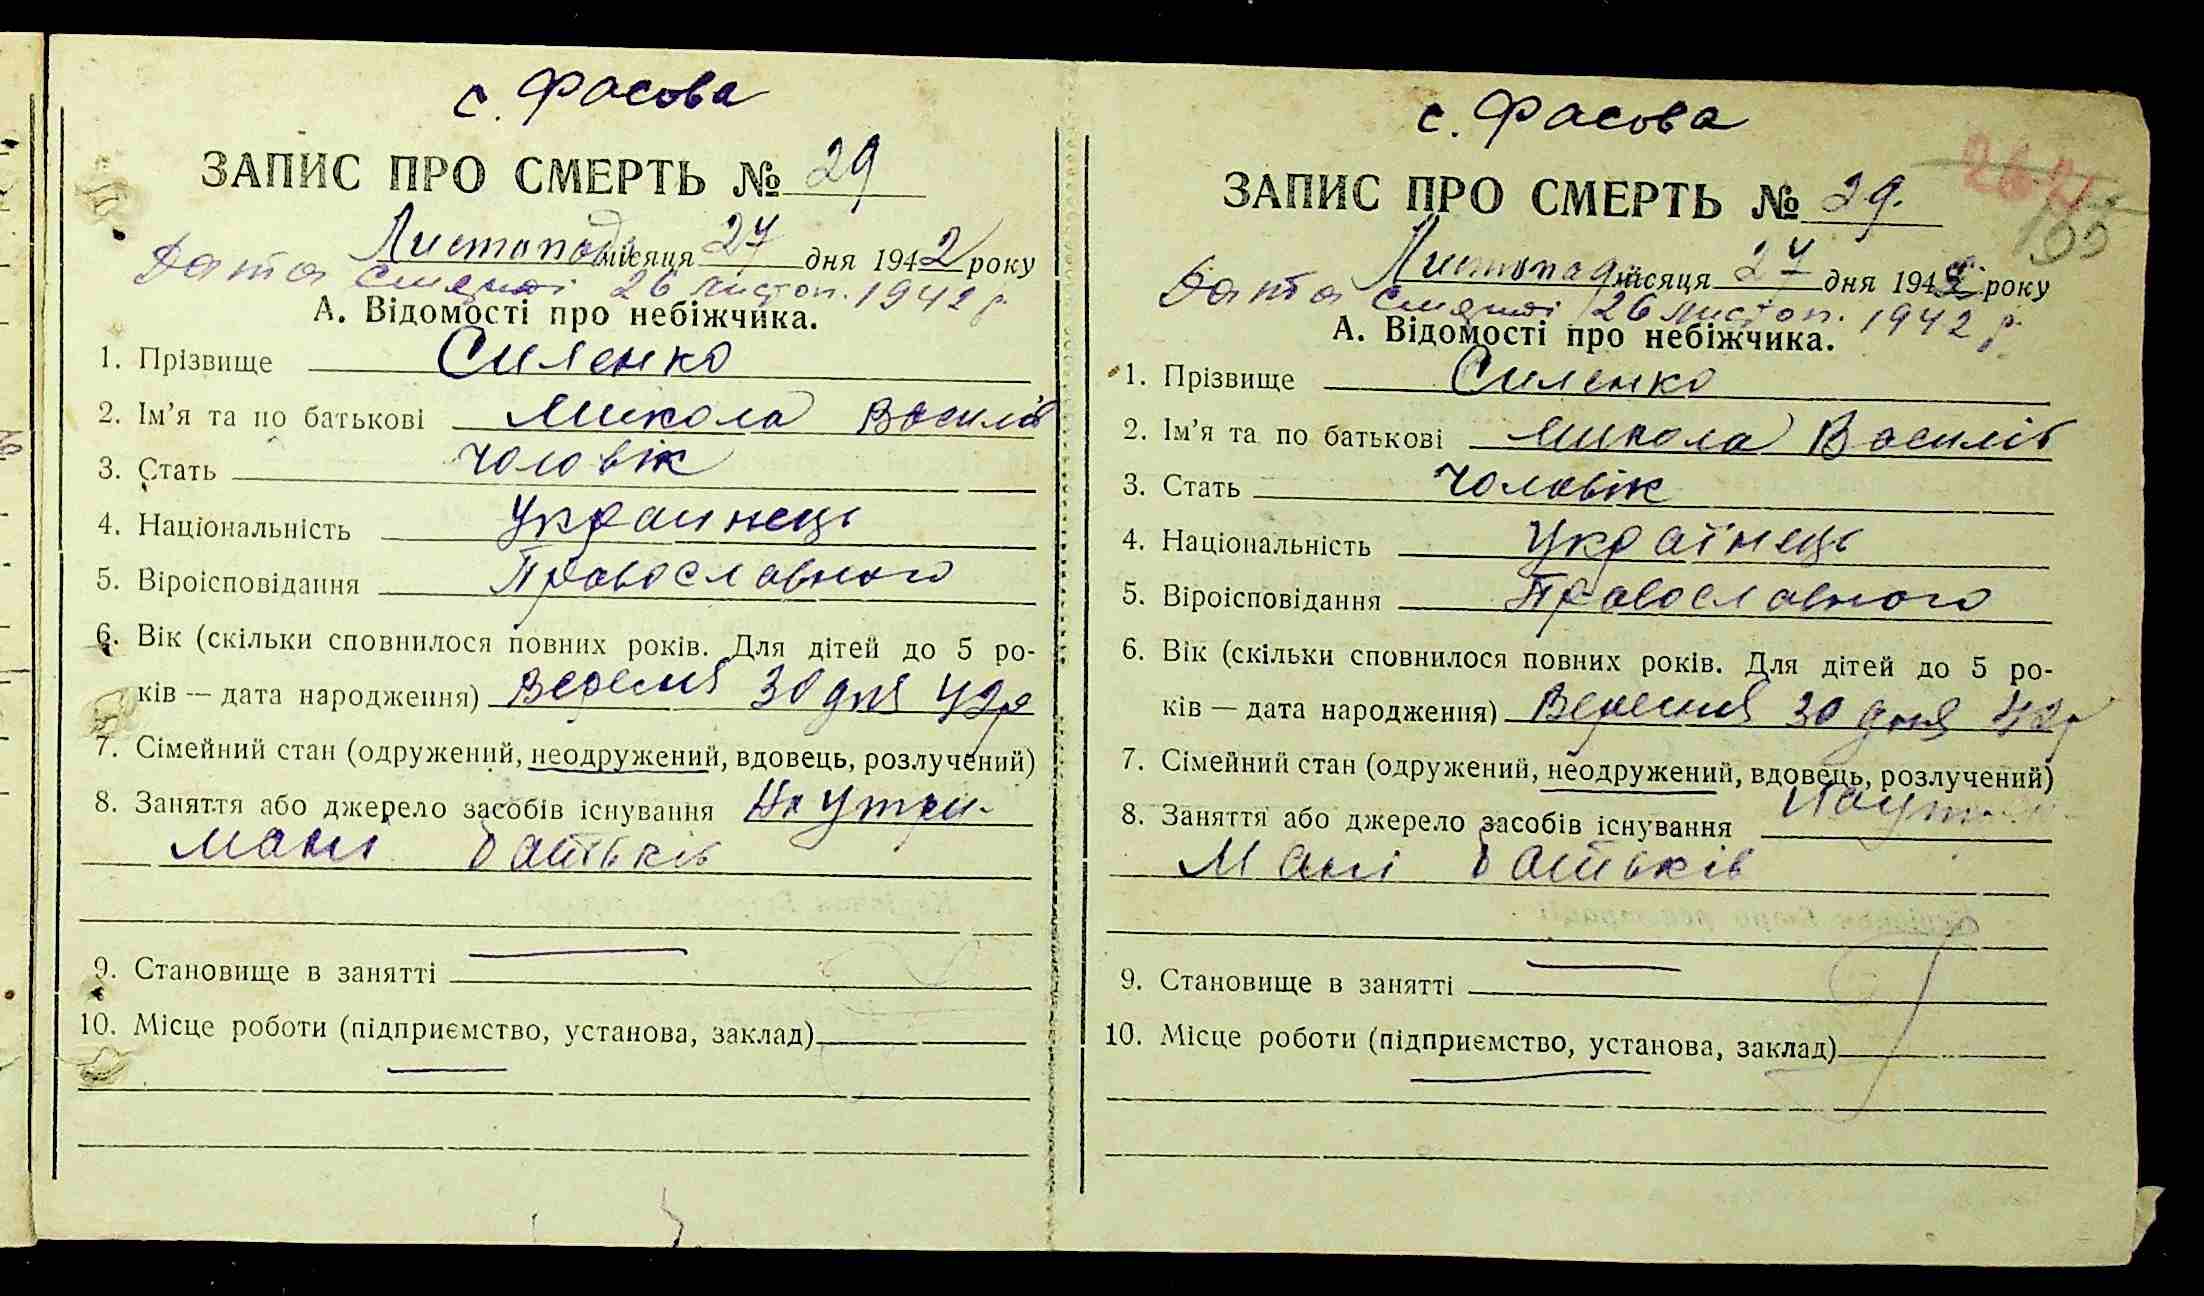 с. Фасова
ЗАПИС ПРО СМЕРТЬ № 29
Листопад місяця 27 дня 1942 року
Дата смерті 26 листоп. 1942 р.
А. Відомості про небіжчика.
1. Прізвище Силенко
2. Ім'я та по батькові Микола Василів
3. Стать чоловік
4. Національність Украинець
5. Віроісповідання Православного
6. Вік (скільки сповнилося повних років. Для дітей до 5 ро-
ків — дата народження) Вересня 30 дня 42р
7. Сімейний стан (одружений, неодружений, вдовець, розлучений)
8. Заняття або джерело засобів існування На утри-
мані батьків
9. Становище в занятті
10. Місце роботи (підприємство, установа, заклад)
с. Фасова
ЗАПИС ПРО СМЕРТЬ № 29.
Листопад місяця 27 дня 1942 року
Дата смерті 26 листоп. 1942 р.
А. Відомості про небіжчика.
1. Прізвище Силенко
2. Ім'я та по батькові Микола Василів
3. Стать Чоловік
4. Національність Українець
5. Віроісповідання Православного
6. Вік (скільки сповнилося повних років. Для дітей до 5 ро-
ків — дата народження) Вересня 30 дня 42р
7. Сімейний стан (одружений, неодружений, вдовець, розлучений)
8. Заняття або джерело засобів існування
Мані батьків
9. Становище в занятті
10. Місце роботи (підприємство, установа, заклад)